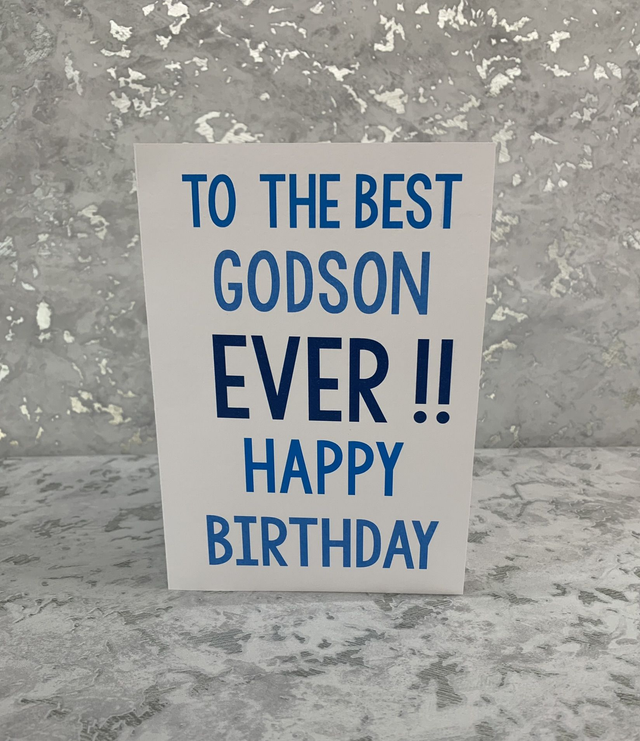 TO THE BEST
GODSON
EVER !!
HAPPY
BIRTHDAY